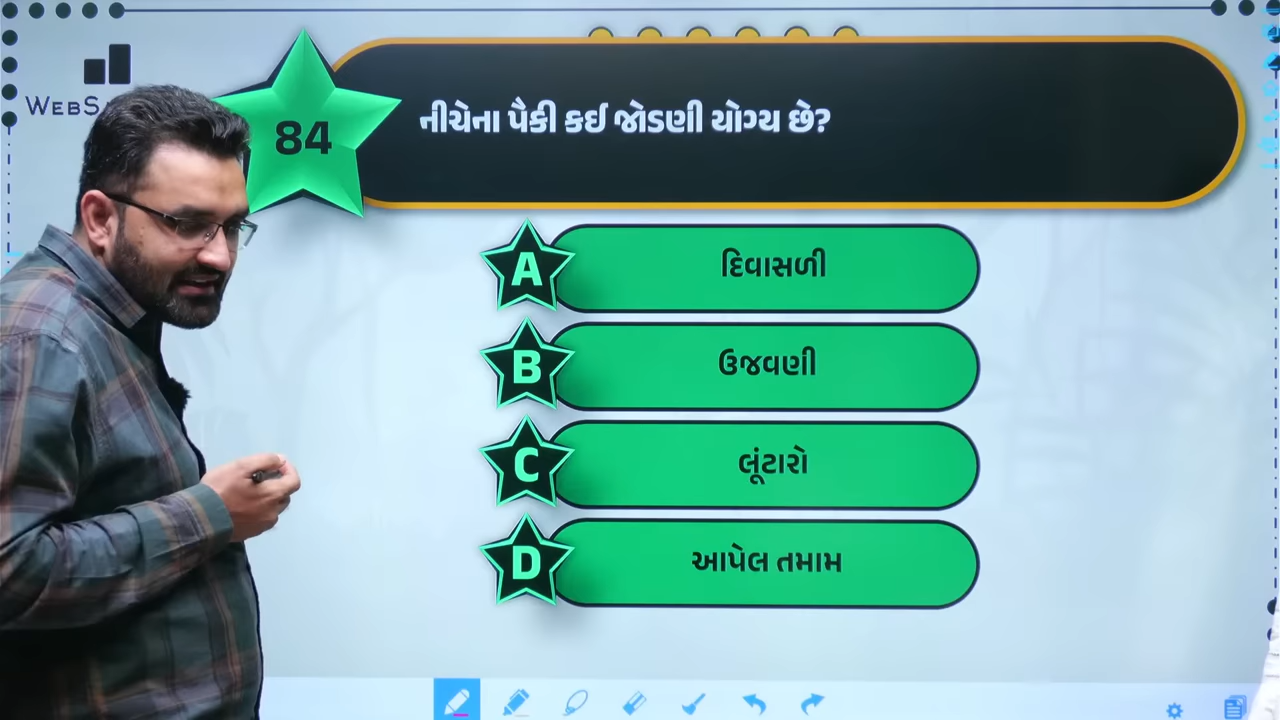 84
નીચેના પૈકી કઈ જોડણી યોગ્ય છે?
A દિવાસળી
B ઉજવણી
C લૂંટારો
D આપેલ તમામ